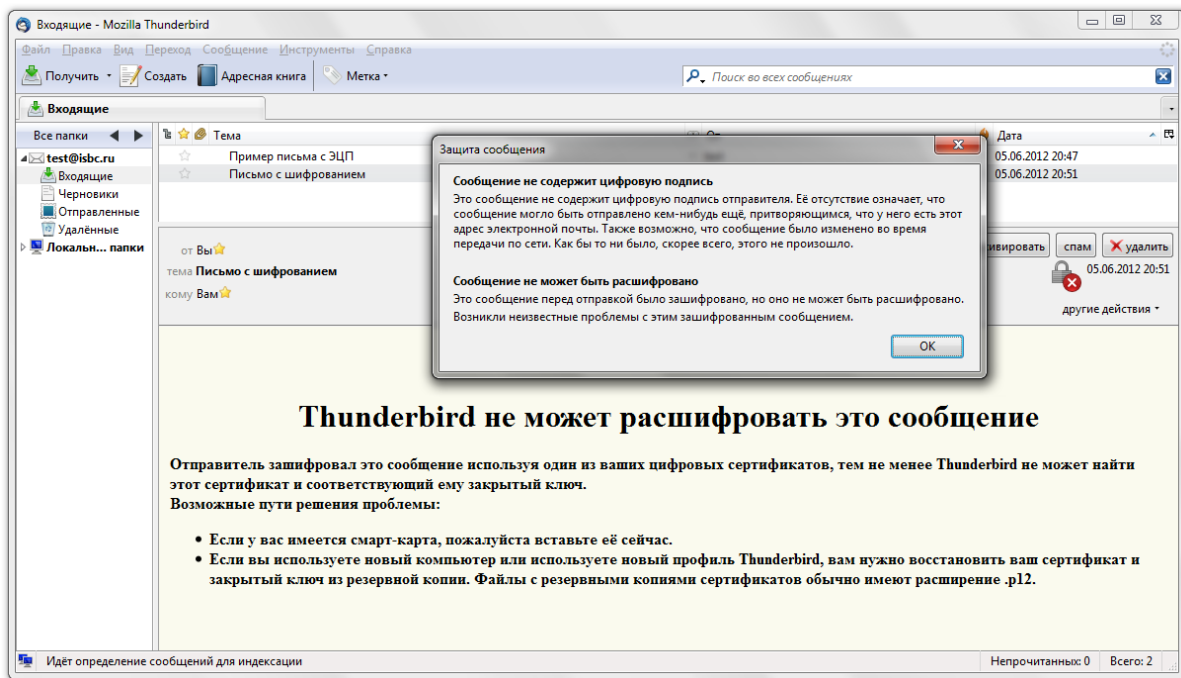 Входящие - Mozilla Thunderbird
Файл Правка Вид Переход Сообщение Инструменты Справка
Получить Создать Адресная книга Метка
Поиск во всех сообщениях
Входящие
Все папки
Тема От Дата
test@isbc.ru
Входящие
Черновики
Отправленные
Удалённые
Локальн... папки
Пример письма с ЭЦП 05.06.2012 20:47
Письмо с шифрованием 05.06.2012 20:51
от Вы
тема Письмо с шифрованием
кому Вам
ивировать спам удалить
05.06.2012 20:51
другие действия
Защита сообщения
Сообщение не содержит цифровую подпись
Это сообщение не содержит цифровую подпись отправителя. Её отсутствие означает, что
сообщение могло быть отправлено кем-нибудь ещё, притворяющимся, что у него есть этот
адрес электронной почты. Также возможно, что сообщение было изменено во время
передачи по сети. Как бы то ни было, скорее всего, этого не произошло.
Сообщение не может быть расшифровано
Это сообщение перед отправкой было зашифровано, но оно не может быть расшифровано.
Возникли неизвестные проблемы с этим зашифрованным сообщением.
OK
Thunderbird не может расшифровать это сообщение
Отправитель зашифровал это сообщение используя один из ваших цифровых сертификатов, тем не менее Thunderbird не может найти
этот сертификат и соответствующий ему закрытый ключ.
Возможные пути решения проблемы:
• Если у вас имеется смарт-карта, пожалуйста вставьте её сейчас.
• Если вы используете новый компьютер или используете новый профиль Thunderbird, вам нужно восстановить ваш сертификат и
закрытый ключ из резервной копии. Файлы с резервными копиями сертификатов обычно имеют расширение .p12.
Идёт определение сообщений для индексации
Непрочитанных: 0 Всего: 2